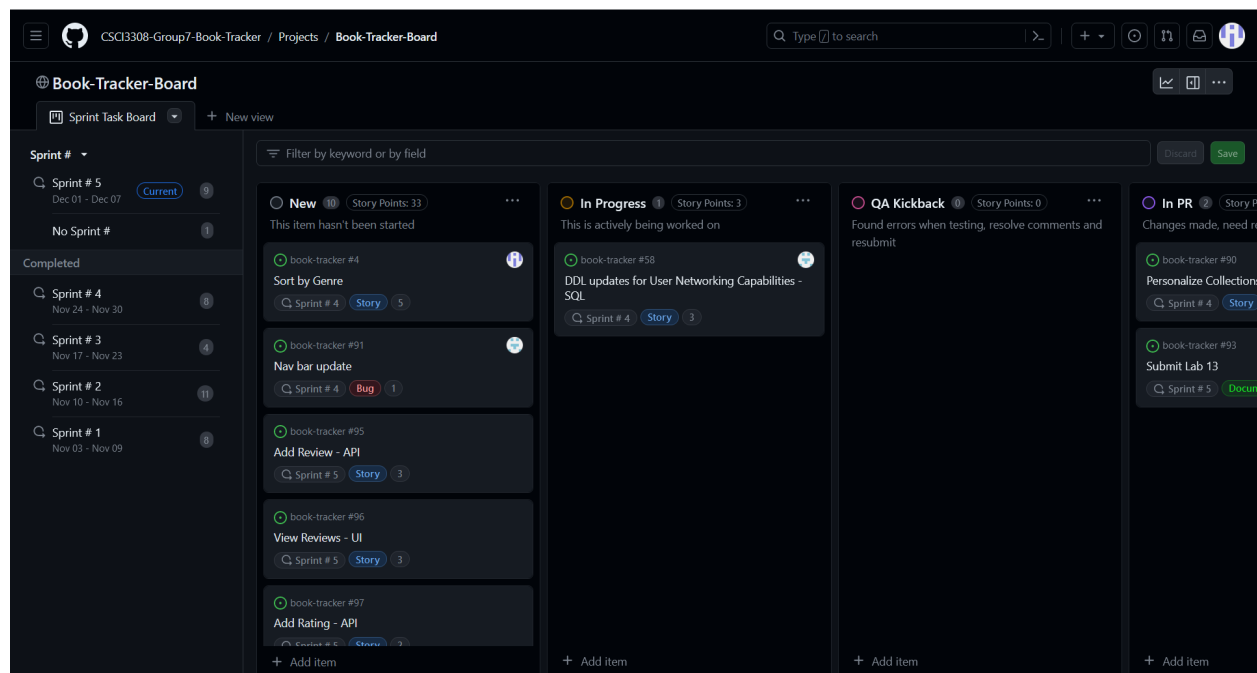 CSCI3308-Group7-Book-Tracker / Projects / Book-Tracker-Board
Type / to search
Book-Tracker-Board
Sprint Task Board
+ New view
Sprint #
Sprint # 5
Dec 01 - Dec 07
Current
9
No Sprint #
1
Completed
Sprint # 4
Nov 24 - Nov 30
8
Sprint # 3
Nov 17 - Nov 23
4
Sprint # 2
Nov 10 - Nov 16
11
Sprint # 1
Nov 03 - Nov 09
8
Filter by keyword or by field
Discard
Save
New 10 Story Points: 33
This item hasn't been started
book-tracker #4
Sort by Genre
Sprint # 4 Story 5
book-tracker #91
Nav bar update
Sprint # 4 Bug 1
book-tracker #95
Add Review - API
Sprint # 5 Story 3
book-tracker #96
View Reviews - UI
Sprint # 5 Story 3
book-tracker #97
Add Rating - API
Sprint # 5 Story
+ Add item
In Progress 1 Story Points: 3
This is actively being worked on
book-tracker #58
DDL updates for User Networking Capabilities -
SQL
Sprint # 4 Story 3
+ Add item
QA Kickback 0 Story Points: 0
Found errors when testing, resolve comments and
resubmit
+ Add item
In PR 2 Story P
Changes made, need re
book-tracker #90
Personalize Collections
Sprint # 4 Story
book-tracker #93
Submit Lab 13
Sprint # 5 Docum
+ Add item